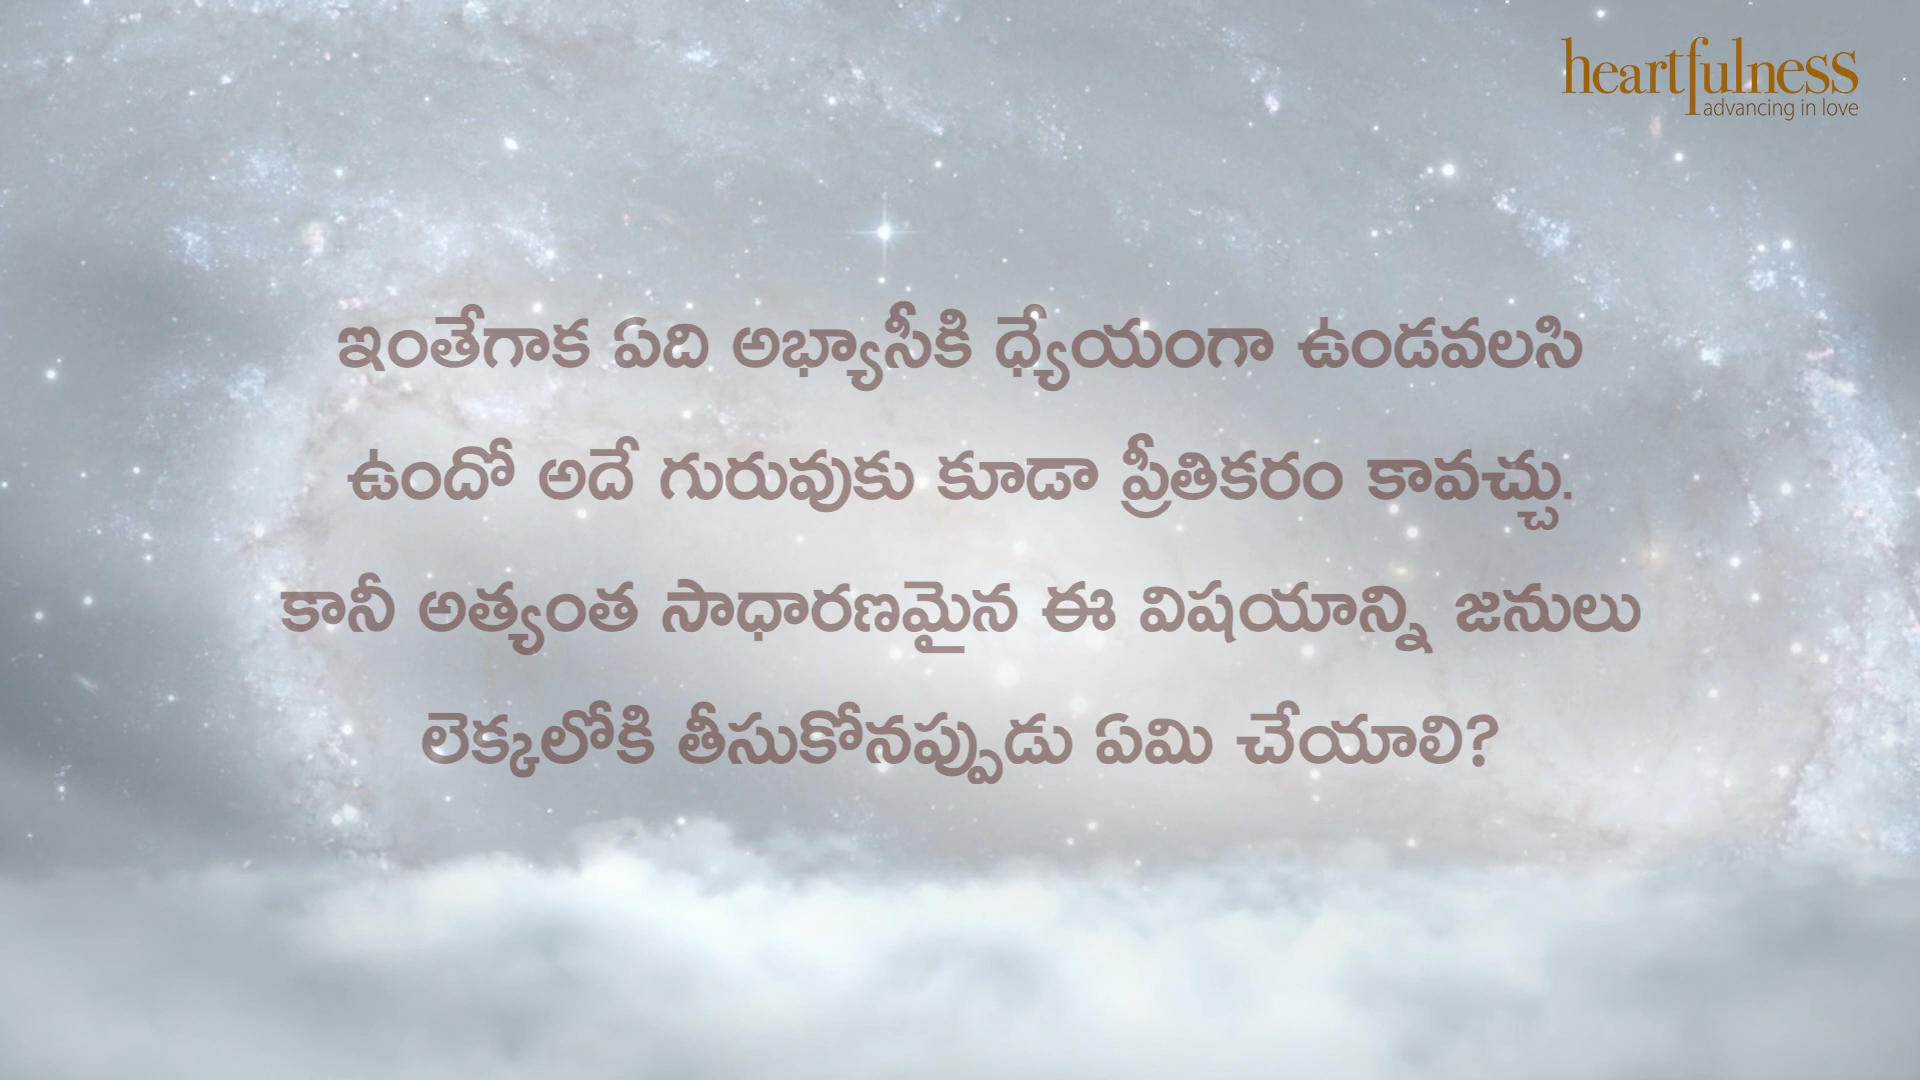 heartfulness
advancing in love
ఇంతేగాక ఏది అభ్యాసీకి ధ్యేయంగా ఉండవలసి
ఉందో అదే గురువుకు కూడా ప్రీతికరం కావచ్చు.
కానీ అత్యంత సాధారణమైన ఈ విషయాన్ని జనులు
లెక్కలోకి తీసుకోనప్పుడు ఏమి చేయాలి?